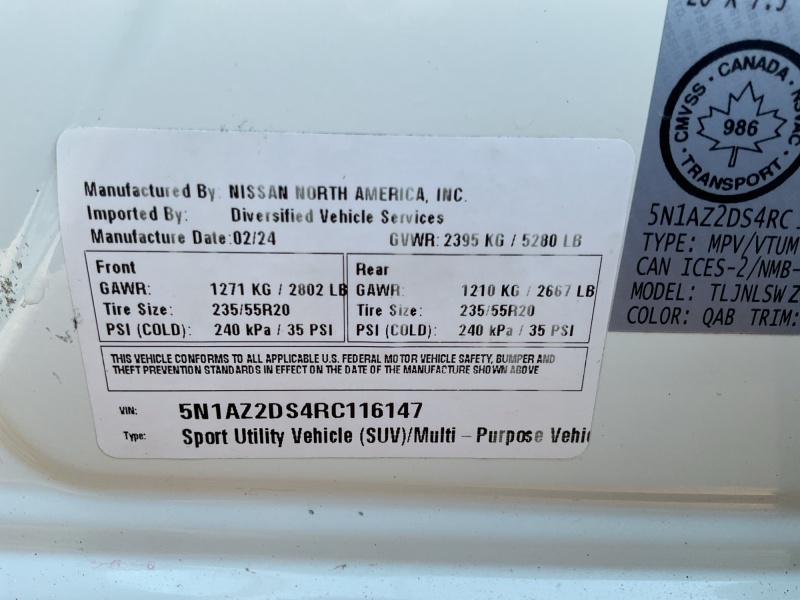 Manufactured By: NISSAN NORTH AMERICA, INC.
Imported By: Diversified Vehicle Services
Manufacture Date:02/24 GVWR: 2395 KG / 5280 LB
Front
GAWR: 1271 KG / 2802 LB
Tire Size: 235/55R20
PSI (COLD): 240 kPa / 35 PSI
Rear
GAWR: 1210 KG / 2667 LB
Tire Size: 235/55R20
PSI (COLD): 240 kPa / 35 PSI
THIS VEHICLE CONFORMS TO ALL APPLICABLE U.S. FEDERAL MOTOR VEHICLE SAFETY, BUMPER AND
THEFT PREVENTION STANDARDS IN EFFECT ON THE DATE OF THE MANUFACTURE SHOWN ABOVE
VIN: 5N1AZ2DS4RC116147
Type: Sport Utility Vehicle (SUV)/Multi - Purpose Vehi
CMVSS · CANADA · NSVAC
986
TRANSPORT
5N1AZ2DS4RC
TYPE: MPV/VTUM
CAN ICES-2/NMB-
MODEL: TLJNLSWZ
COLOR: QAB TRIM: